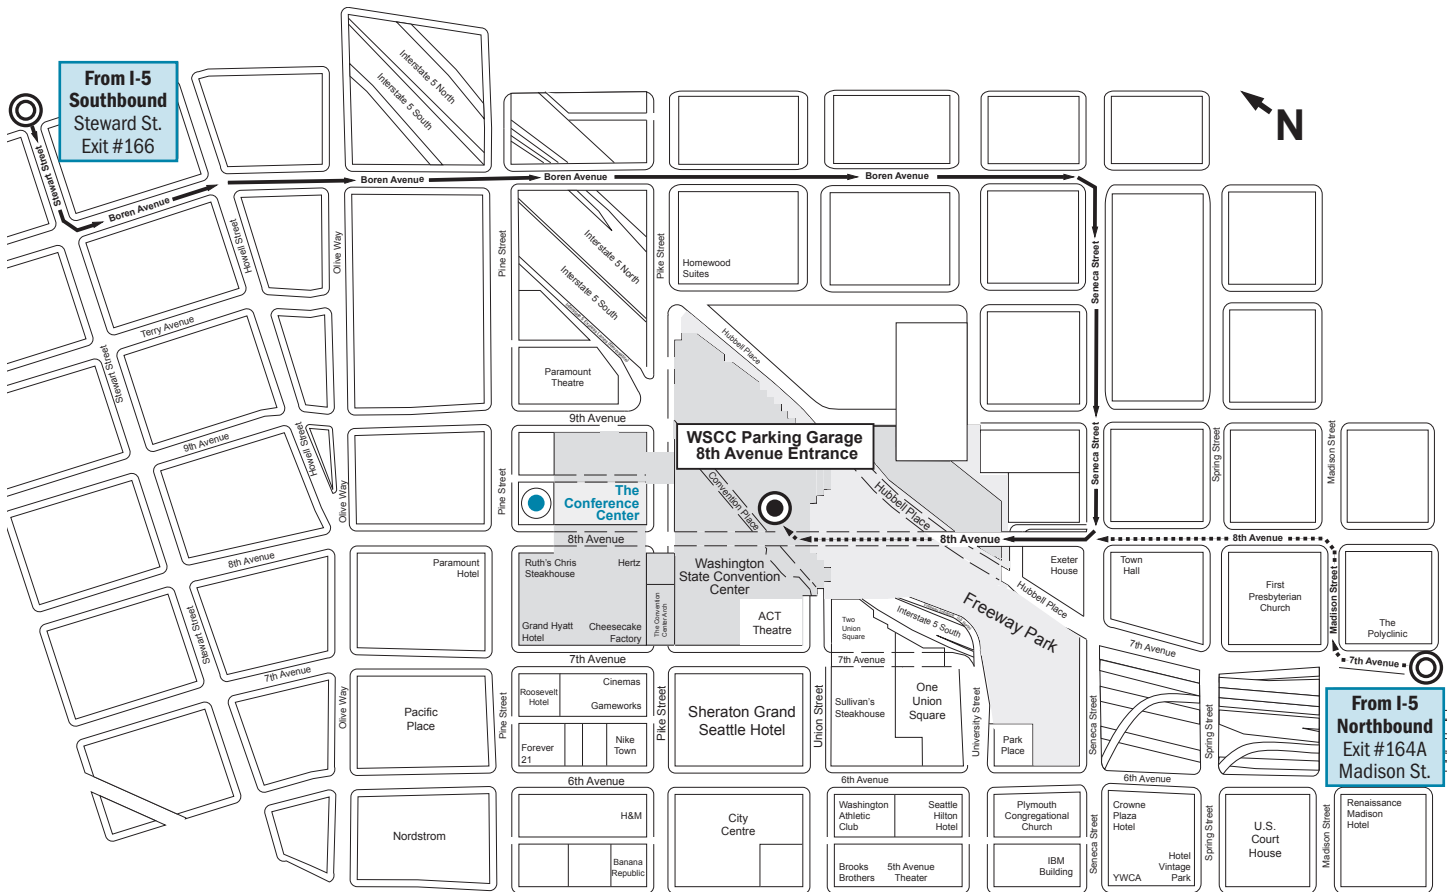 From I-5
Southbound
Steward St.
Exit #166
N
Interstate 5 North
Interstate 5 South
Stewart Street
Boren Avenue
Boren Avenue
Boren Avenue
Boren Avenue
Howell Street
Olive Way
Pine Street
Interstate 5 North
Interstate 5 South
Pike Street
Homewood
Suites
Seneca Street
Terry Avenue
Stewart Street
Hubbell Place
Paramount
Theatre
9th Avenue
9th Avenue
Howell Street
WSCC Parking Garage
8th Avenue Entrance
Seneca Street
Spring Street
Madison Street
Olive Way
Pine Street
The
Conference
Center
Convention Place
Hubbell Place
8th Avenue
8th Avenue
8th Avenue
8th Avenue
Paramount
Hotel
Ruth's Chris
Steakhouse
Hertz
Grand Hyatt
Hotel
Cheesecake
Factory
The Convention
Center Arch
Washington
State Convention
Center
ACT
Theatre
Two
Union
Square
Interstate 5 South
Freeway Park
Hubbell Place
Exeter
House
Town
Hall
First
Presbyterian
Church
Madison Street
The
Polyclinic
Stewart Street
7th Avenue
7th Avenue
7th Avenue
7th Avenue
7th Avenue
From I-5
Northbound
Exit #164A
Madison St.
Olive Way
Pacific
Place
Pine Street
Roosevelt
Hotel
Cinemas
Gameworks
Forever
21
Nike
Town
Pike Street
Sheraton Grand
Seattle Hotel
Union Street
Sullivan's
Steakhouse
One
Union
Square
University Street
Park
Place
Seneca Street
Spring Street
6th Avenue
6th Avenue
6th Avenue
Nordstrom
H&M
Banana
Republic
City
Centre
Washington
Athletic
Club
Seattle
Hilton
Hotel
Brooks
Brothers
5th Avenue
Theater
Plymouth
Congregational
Church
IBM
Building
Seneca Street
Crowne
Plaza
Hotel
Hotel
Vintage
Park
YWCA
Spring Street
U.S.
Court
House
Madison Street
Renaissance
Madison
Hotel